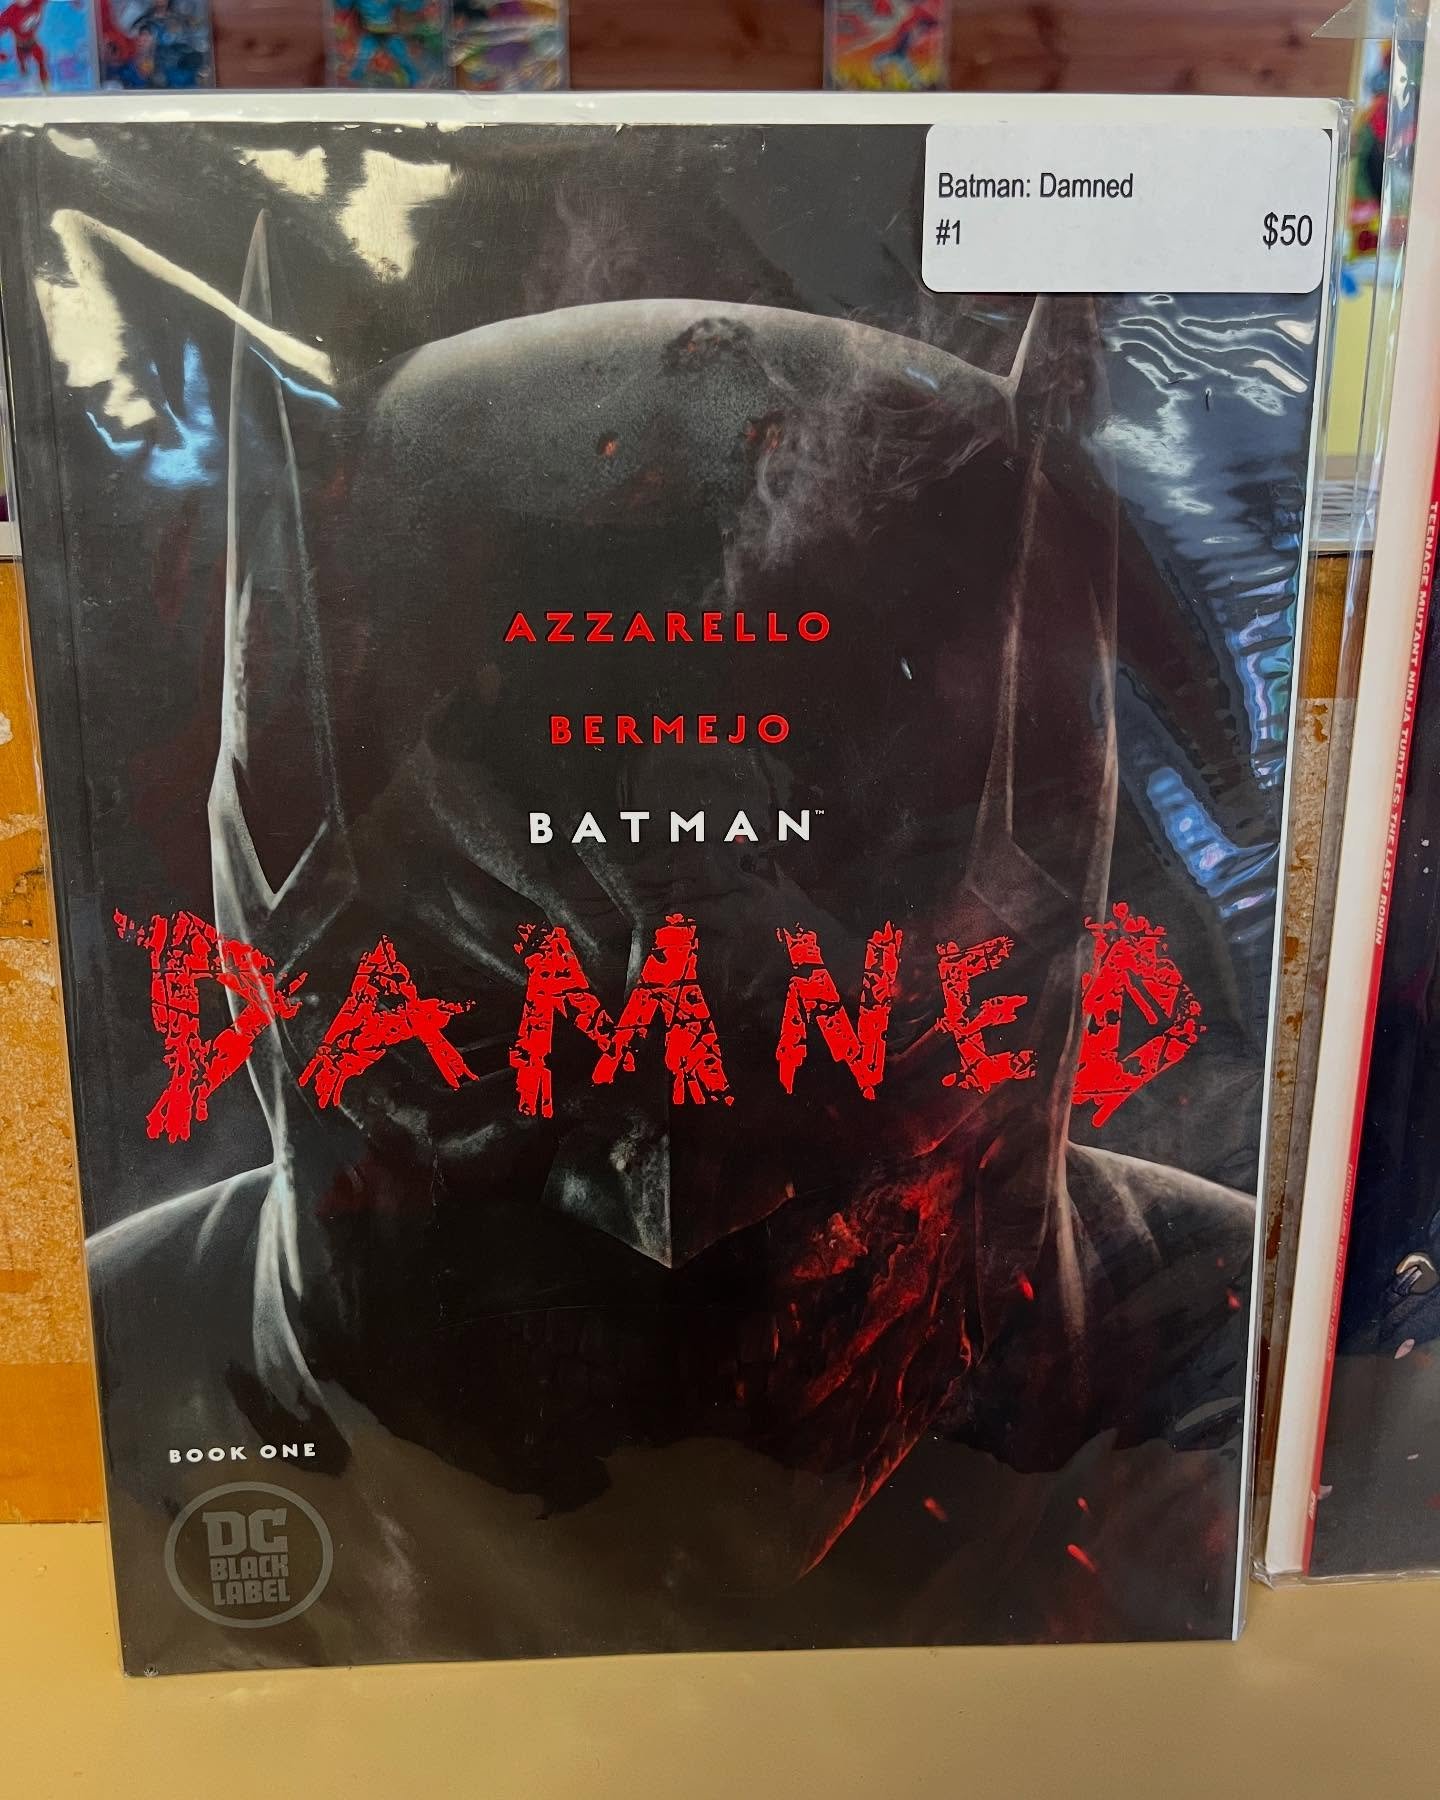 Batman: Damned
#1 $50
AZZARELLO
BERMEJO
BATMAN™
DAMNED
BOOK ONE
DC
BLACK
LABEL
TEENAGE MUTANT NINJA TURTLES: THE LAST RONIN